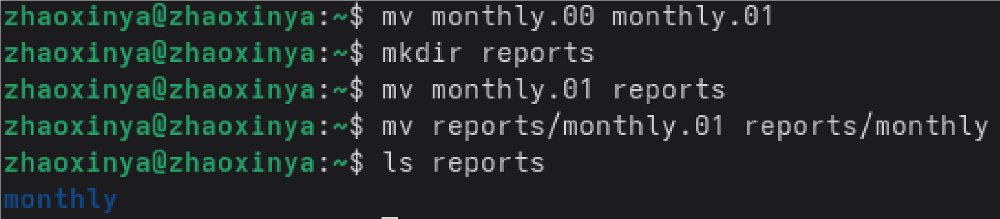 zhaoxinya@zhaoxinya:~$ mv monthly.00 monthly.01
zhaoxinya@zhaoxinya:~$ mkdir reports
zhaoxinya@zhaoxinya:~$ mv monthly.01 reports
zhaoxinya@zhaoxinya:~$ mv reports/monthly.01 reports/monthly
zhaoxinya@zhaoxinya:~$ ls reports
monthly